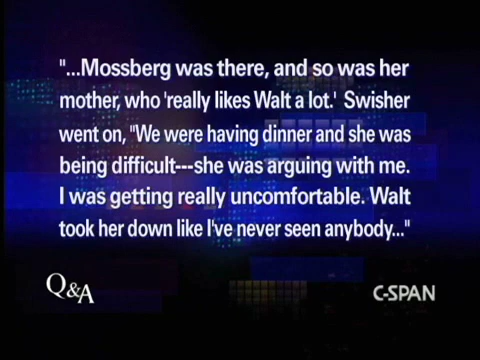 "...Mossberg was there, and so was her
mother, who 'really likes Walt a lot.' Swisher
went on, "We were having dinner and she was
being difficult---she was arguing with me.
I was getting really uncomfortable. Walt
took her down like I've never seen anybody..."
Q&A
C-SPAN